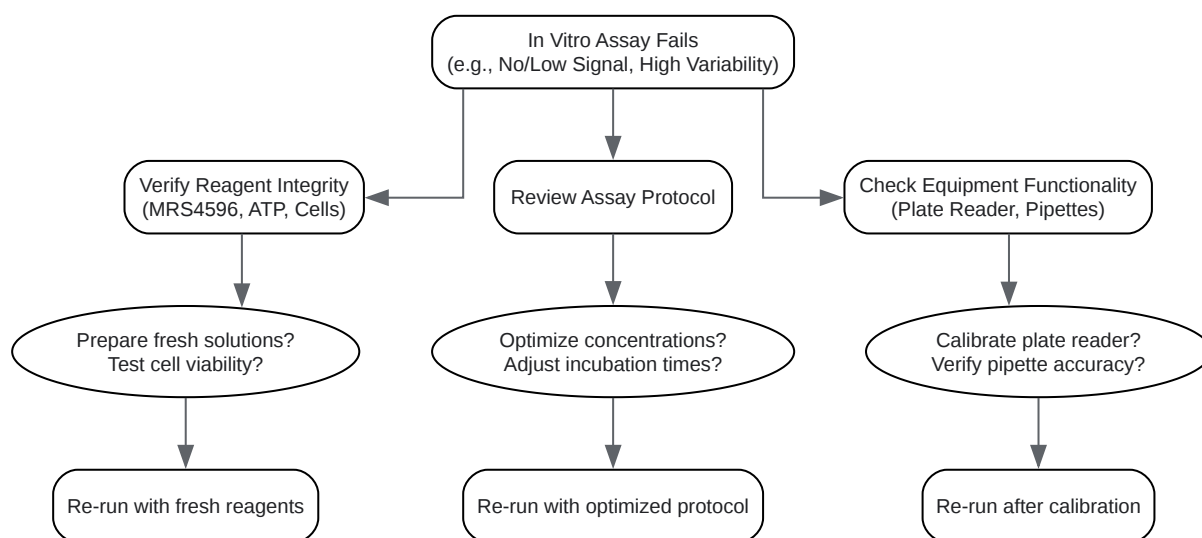 In Vitro Assay Fails
(e.g., No/Low Signal, High Variability)
Verify Reagent Integrity
(MRS4596, ATP, Cells)
Review Assay Protocol
Check Equipment Functionality
(Plate Reader, Pipettes)
Prepare fresh solutions?
Test cell viability?
Optimize concentrations?
Adjust incubation times?
Calibrate plate reader?
Verify pipette accuracy?
Re-run with fresh reagents
Re-run with optimized protocol
Re-run after calibration